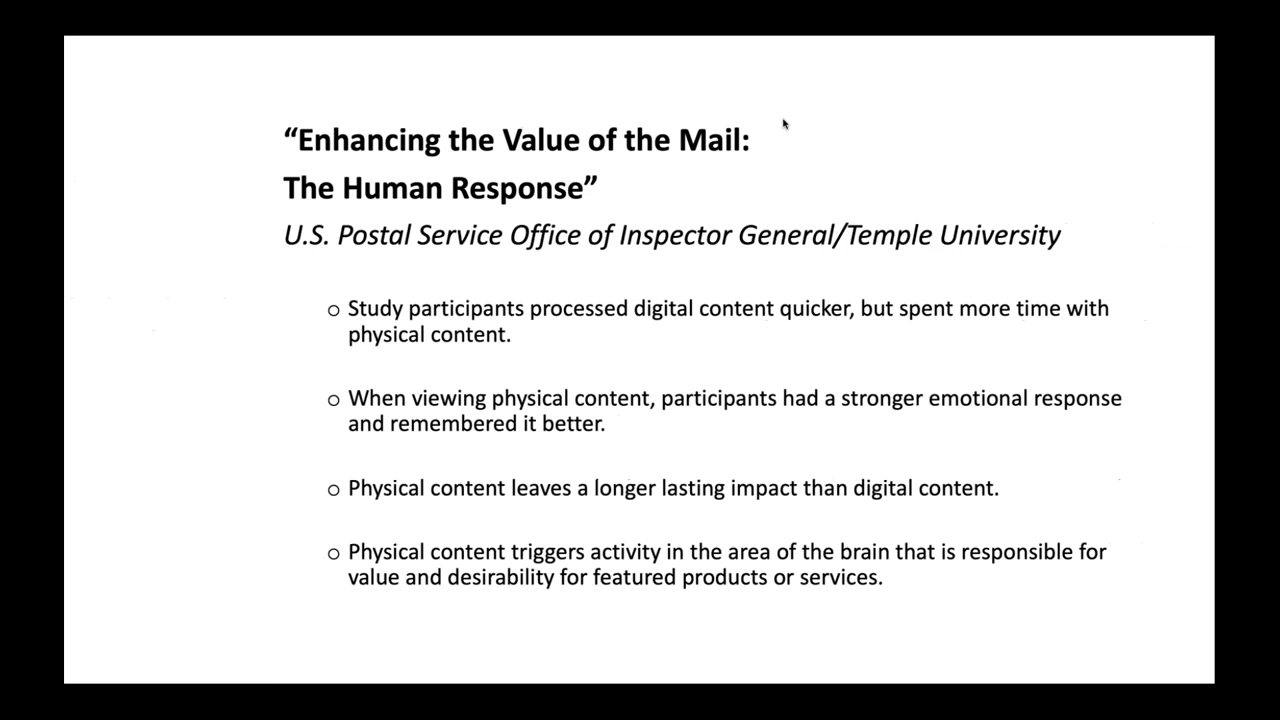 “Enhancing the Value of the Mail:
The Human Response”
U.S. Postal Service Office of Inspector General/Temple University
o Study participants processed digital content quicker, but spent more time with
physical content.
o When viewing physical content, participants had a stronger emotional response
and remembered it better.
o Physical content leaves a longer lasting impact than digital content.
o Physical content triggers activity in the area of the brain that is responsible for
value and desirability for featured products or services.